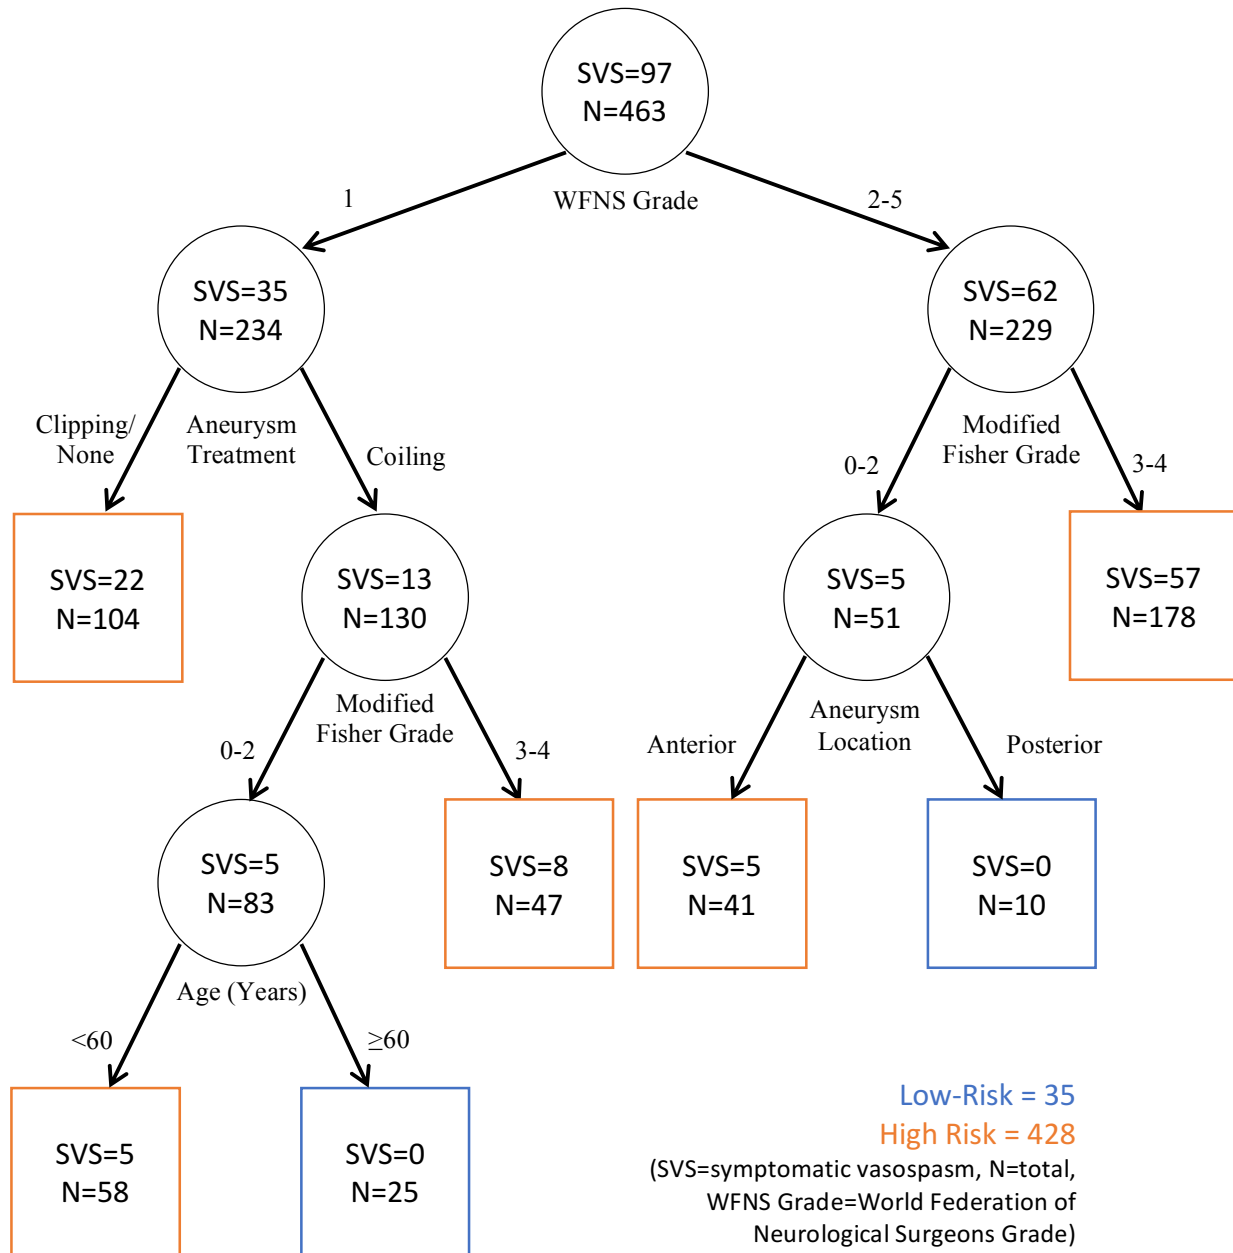 SVS=97
N=463
WFNS Grade
1
2-5
SVS=35
N=234
SVS=62
N=229
Clipping/
None
Aneurysm
Treatment
Coiling
Modified
Fisher Grade
0-2
3-4
SVS=22
N=104
SVS=13
N=130
SVS=5
N=51
SVS=57
N=178
Modified
Fisher Grade
0-2
3-4
Aneurysm
Location
Anterior
Posterior
SVS=5
N=83
SVS=8
N=47
SVS=5
N=41
SVS=0
N=10
Age (Years)
<60
≥60
SVS=5
N=58
SVS=0
N=25
Low-Risk = 35
High Risk = 428
(SVS=symptomatic vasospasm, N=total,
WFNS Grade=World Federation of
Neurological Surgeons Grade)